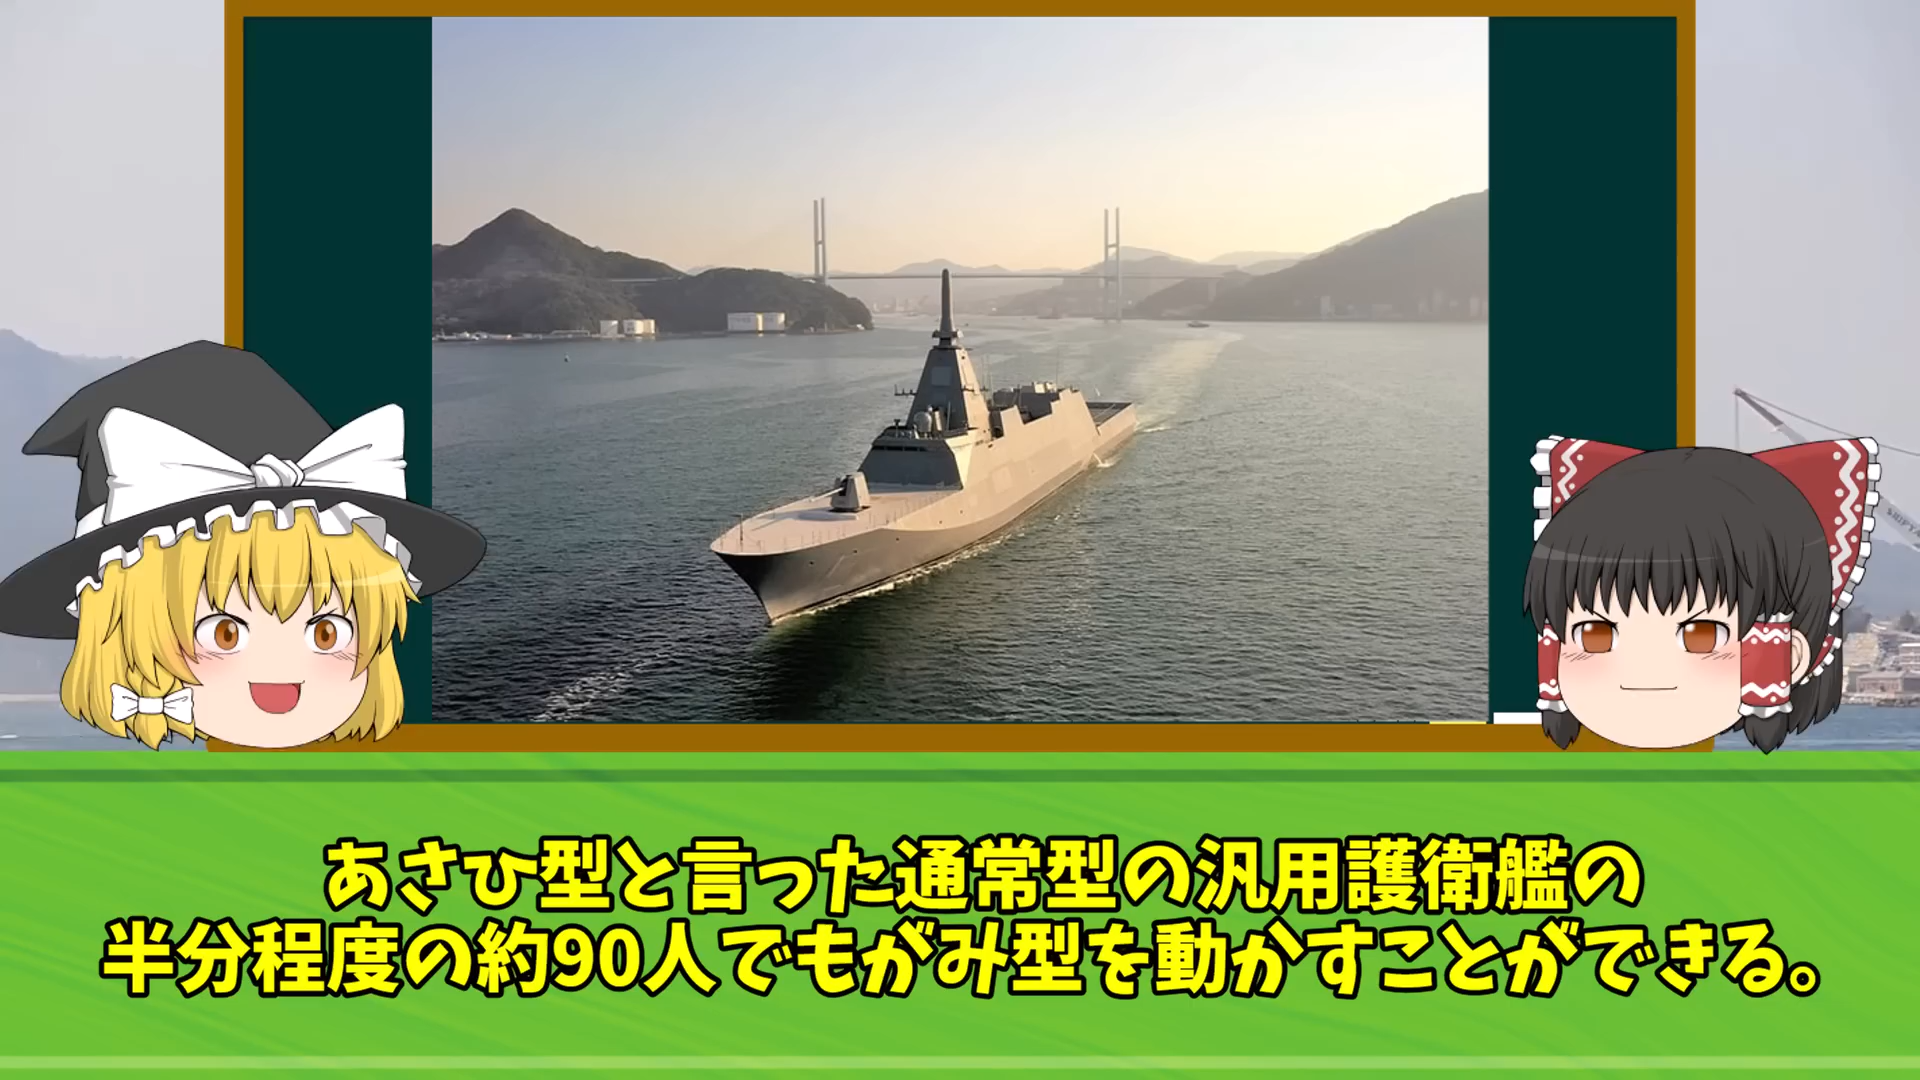 あさひ型と言った通常型の汎用護衛艦の
半分程度の約90人でもがみ型を動かすことができる。